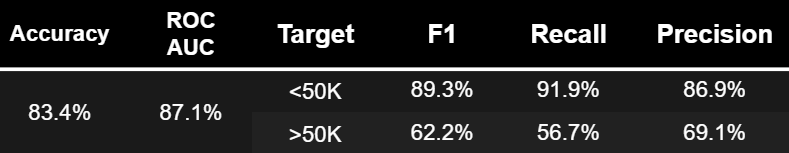 Accuracy ROC AUC Target F1 Recall Precision
83.4% 87.1% <50K 89.3% 91.9% 86.9%
>50K 62.2% 56.7% 69.1%